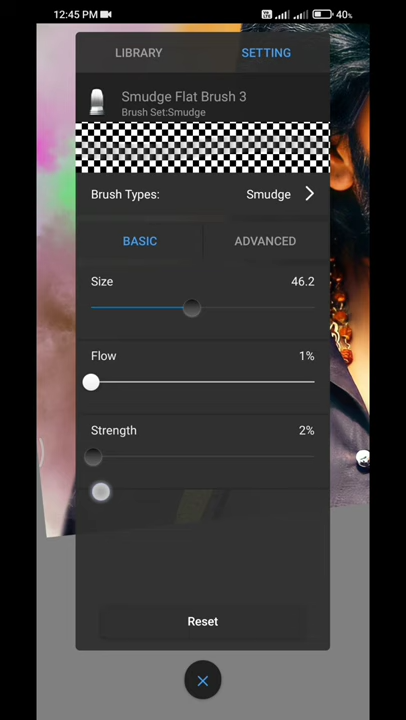 12:45 PM
40%
LIBRARY
SETTING
Smudge Flat Brush 3
Brush Set:Smudge
Brush Types:
Smudge
BASIC
ADVANCED
Size
46.2
Flow
1%
Strength
2%
Reset